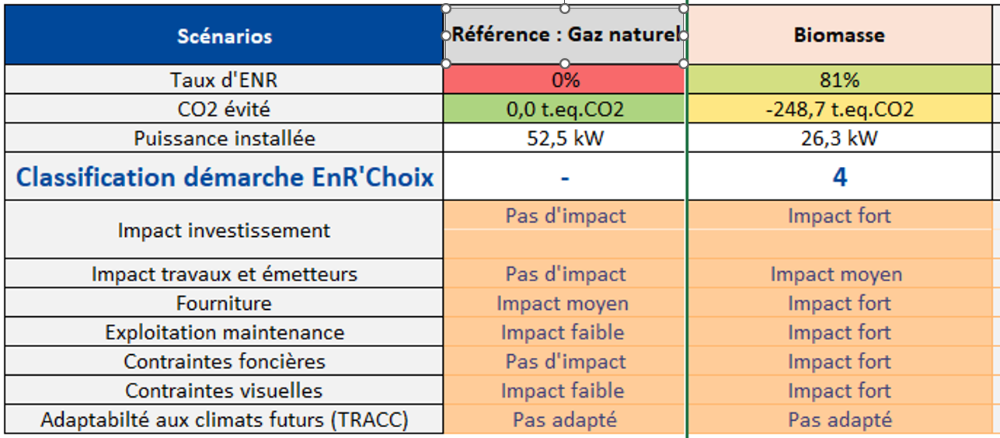 Scénarios Référence : Gaz naturel Biomasse
Taux d'ENR 0% 81%
CO2 évité 0,0 t.eq.CO2 -248,7 t.eq.CO2
Puissance installée 52,5 kW 26,3 kW
Classification démarche EnR'Choix - 4
Impact investissement Pas d'impact Impact fort
Impact travaux et émetteurs Pas d'impact Impact moyen
Fourniture Impact moyen Impact fort
Exploitation maintenance Impact faible Impact fort
Contraintes foncières Pas d'impact Impact fort
Contraintes visuelles Impact faible Impact fort
Adaptabilté aux climats futurs (TRACC) Pas adapté Pas adapté